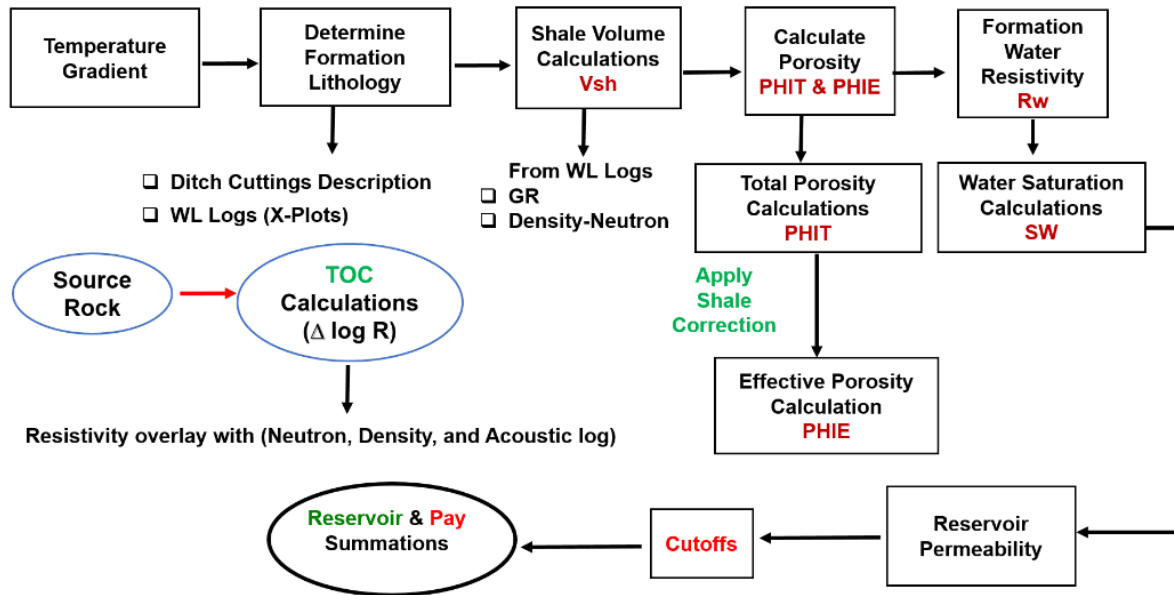 Temperature
Gradient
Determine
Formation
Lithology
Shale Volume
Calculations
Vsh
Calculate
Porosity
PHIT & PHIE
Formation
Water
Resistivity
Rw
❑ Ditch Cuttings Description
❑ WL Logs (X-Plots)
From WL Logs
❑ GR
❑ Density-Neutron
Total Porosity
Calculations
PHIT
Water Saturation
Calculations
SW
Source
Rock
TOC
Calculations
(Δ log R)
Apply
Shale
Correction
Effective Porosity
Calculation
PHIE
Resistivity overlay with (Neutron, Density, and Acoustic log)
Reservoir & Pay
Summations
Cutoffs
Reservoir
Permeability